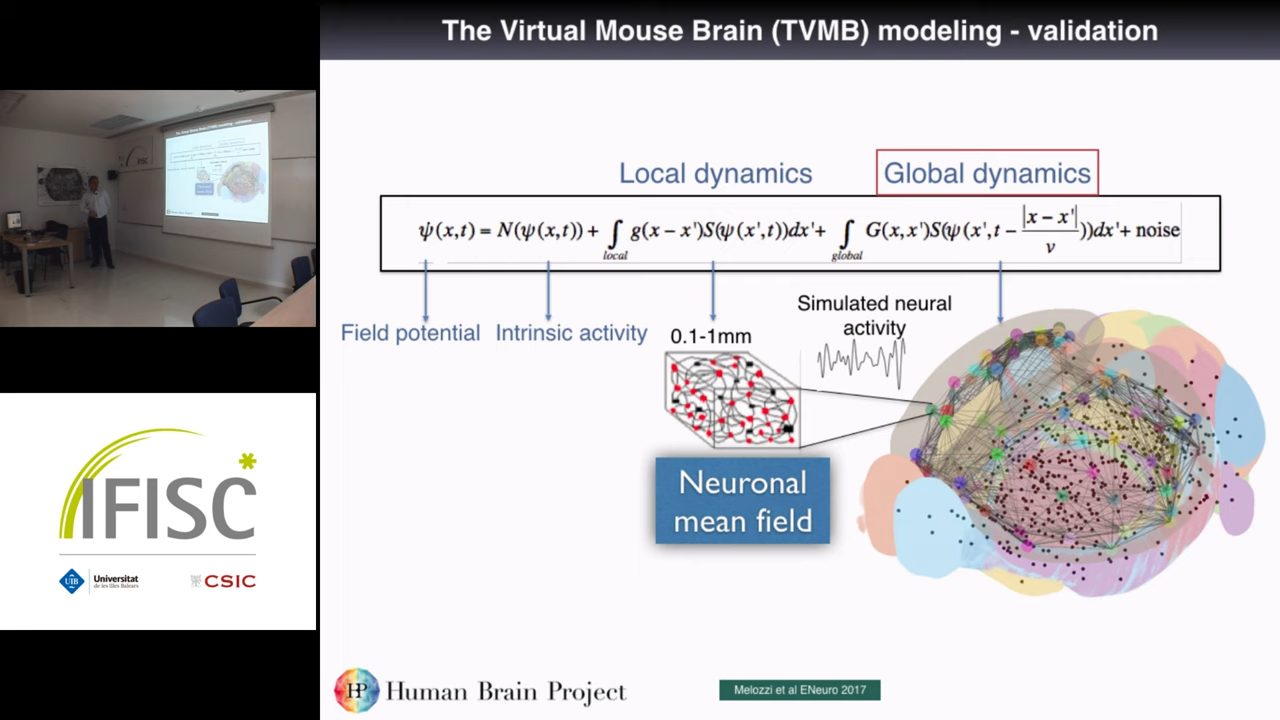 The Virtual Mouse Brain (TVMB) modeling - validation
Local dynamics
Global dynamics
ψ̇(x,t) = N(ψ(x,t)) + ∫local g(x − x')S(ψ(x',t))dx'+ ∫global G(x,x')S(ψ(x',t − |x − x'|/v))dx'+ noise
Field potential
Intrinsic activity
0.1-1mm
Simulated neural
activity
Neuronal
mean field
HP
Human Brain Project
Melozzi et al ENeuro 2017
IFISC
UIB
Universitat
de les Illes Balears
CSIC